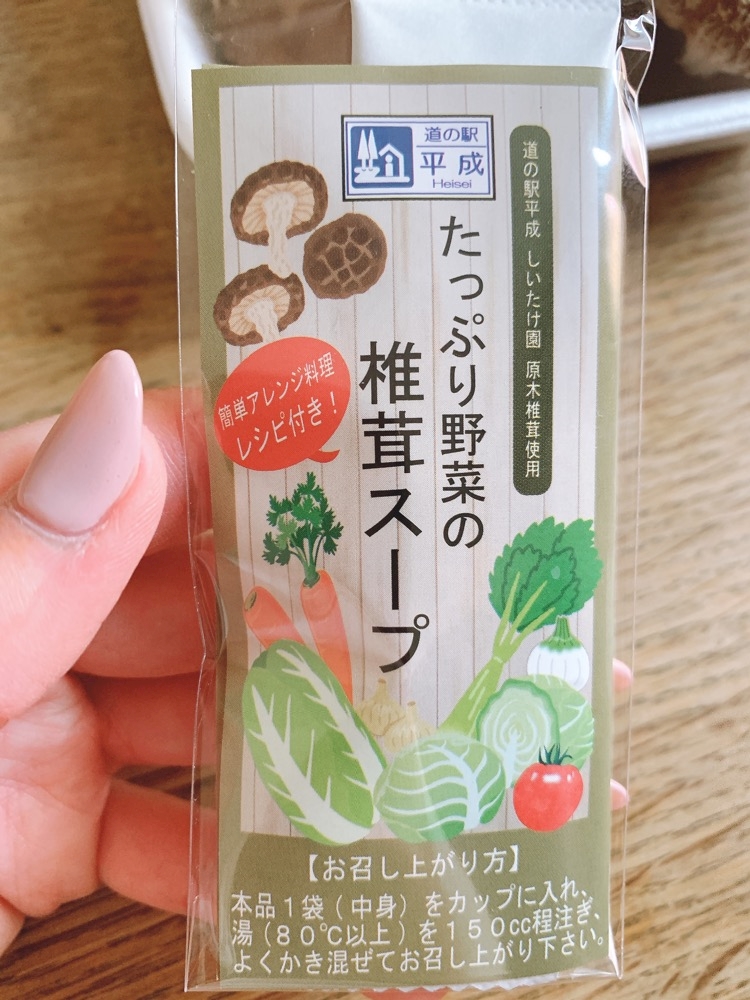 道の駅
平成
Heisei
道の駅平成 しいたけ園 原木椎茸使用
たっぷり野菜の
椎茸スープ
簡単アレンジ料理
レシピ付き!
【お召し上がり方】
本品1袋(中身)をカップに入れ、
湯(80℃以上)を150cc程注ぎ、
よくかき混ぜてお召し上がり下さい。